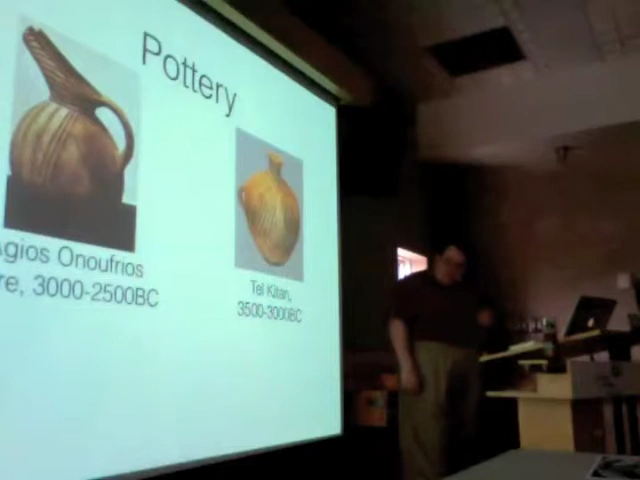 Pottery
Agios Onoufrios
re, 3000-2500BC
Tel Kitan,
3500-3000BC